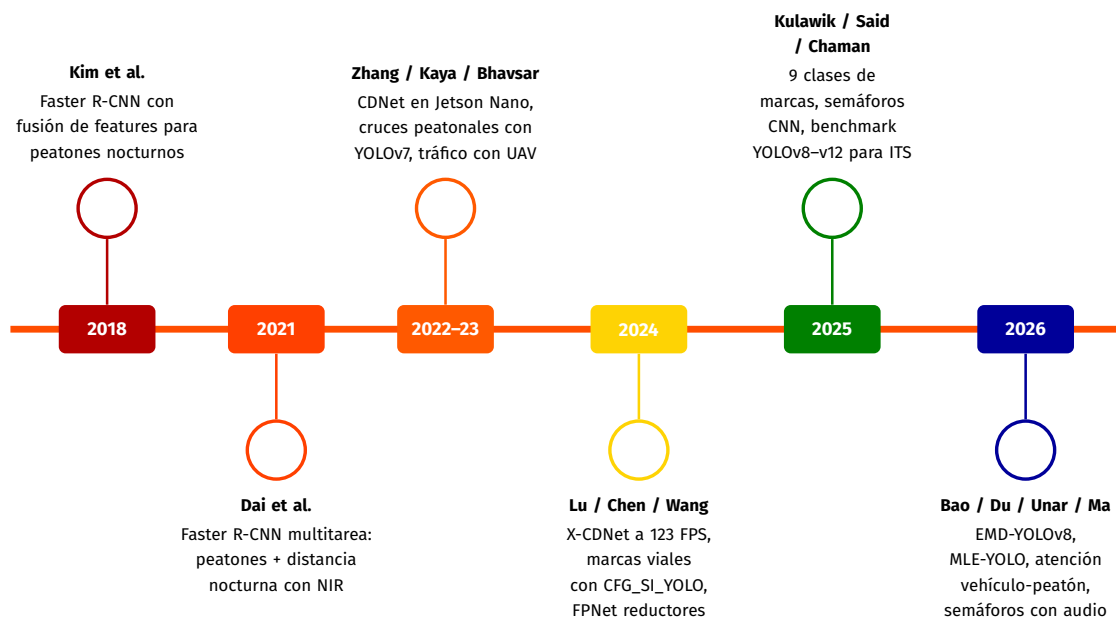 Kim et al.
Faster R-CNN con
fusión de features para
peatones nocturnos
Zhang / Kaya / Bhavsar
CDNet en Jetson Nano,
cruces peatonales con
YOLOv7, tráfico con UAV
Kulawik / Said
/ Chaman
9 clases de
marcas, semáforos
CNN, benchmark
YOLOv8–v12 para ITS
2018
2021
2022–23
2024
2025
2026
Dai et al.
Faster R-CNN multitarea:
peatones + distancia
nocturna con NIR
Lu / Chen / Wang
X-CDNet a 123 FPS,
marcas viales
con CFG_SI_YOLO,
FPNet reductores
Bao / Du / Unar / Ma
EMD-YOLOv8,
MLE-YOLO, atención
vehículo-peatón,
semáforos con audio